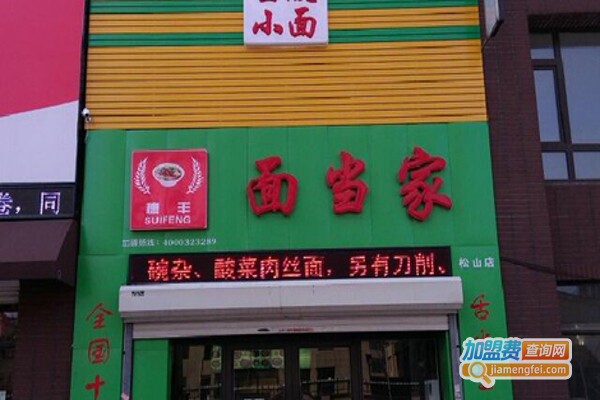 小面
面当家
穗丰
SUIFENG
加盟热线：4000323289
松山店
卷，同
碗杂、酸菜肉丝面，另有刀削、
全国十
舌
加盟费查询网
jiamengfei.com